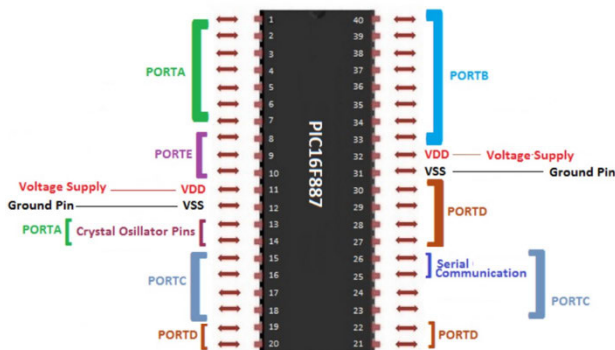 1
2
3
4
5
6
7
8
9
10
11
12
13
14
15
16
17
18
19
20
40
39
38
37
36
35
34
33
32
31
30
29
28
27
26
25
24
23
22
21
PIC16F887
PORTA
PORTE
Voltage Supply VDD
Ground Pin VSS
PORTA
Crystal Osillator Pins
PORTC
PORTD
PORTB
VDD Voltage Supply
VSS Ground Pin
PORTD
Serial
Communication
PORTC
PORTD